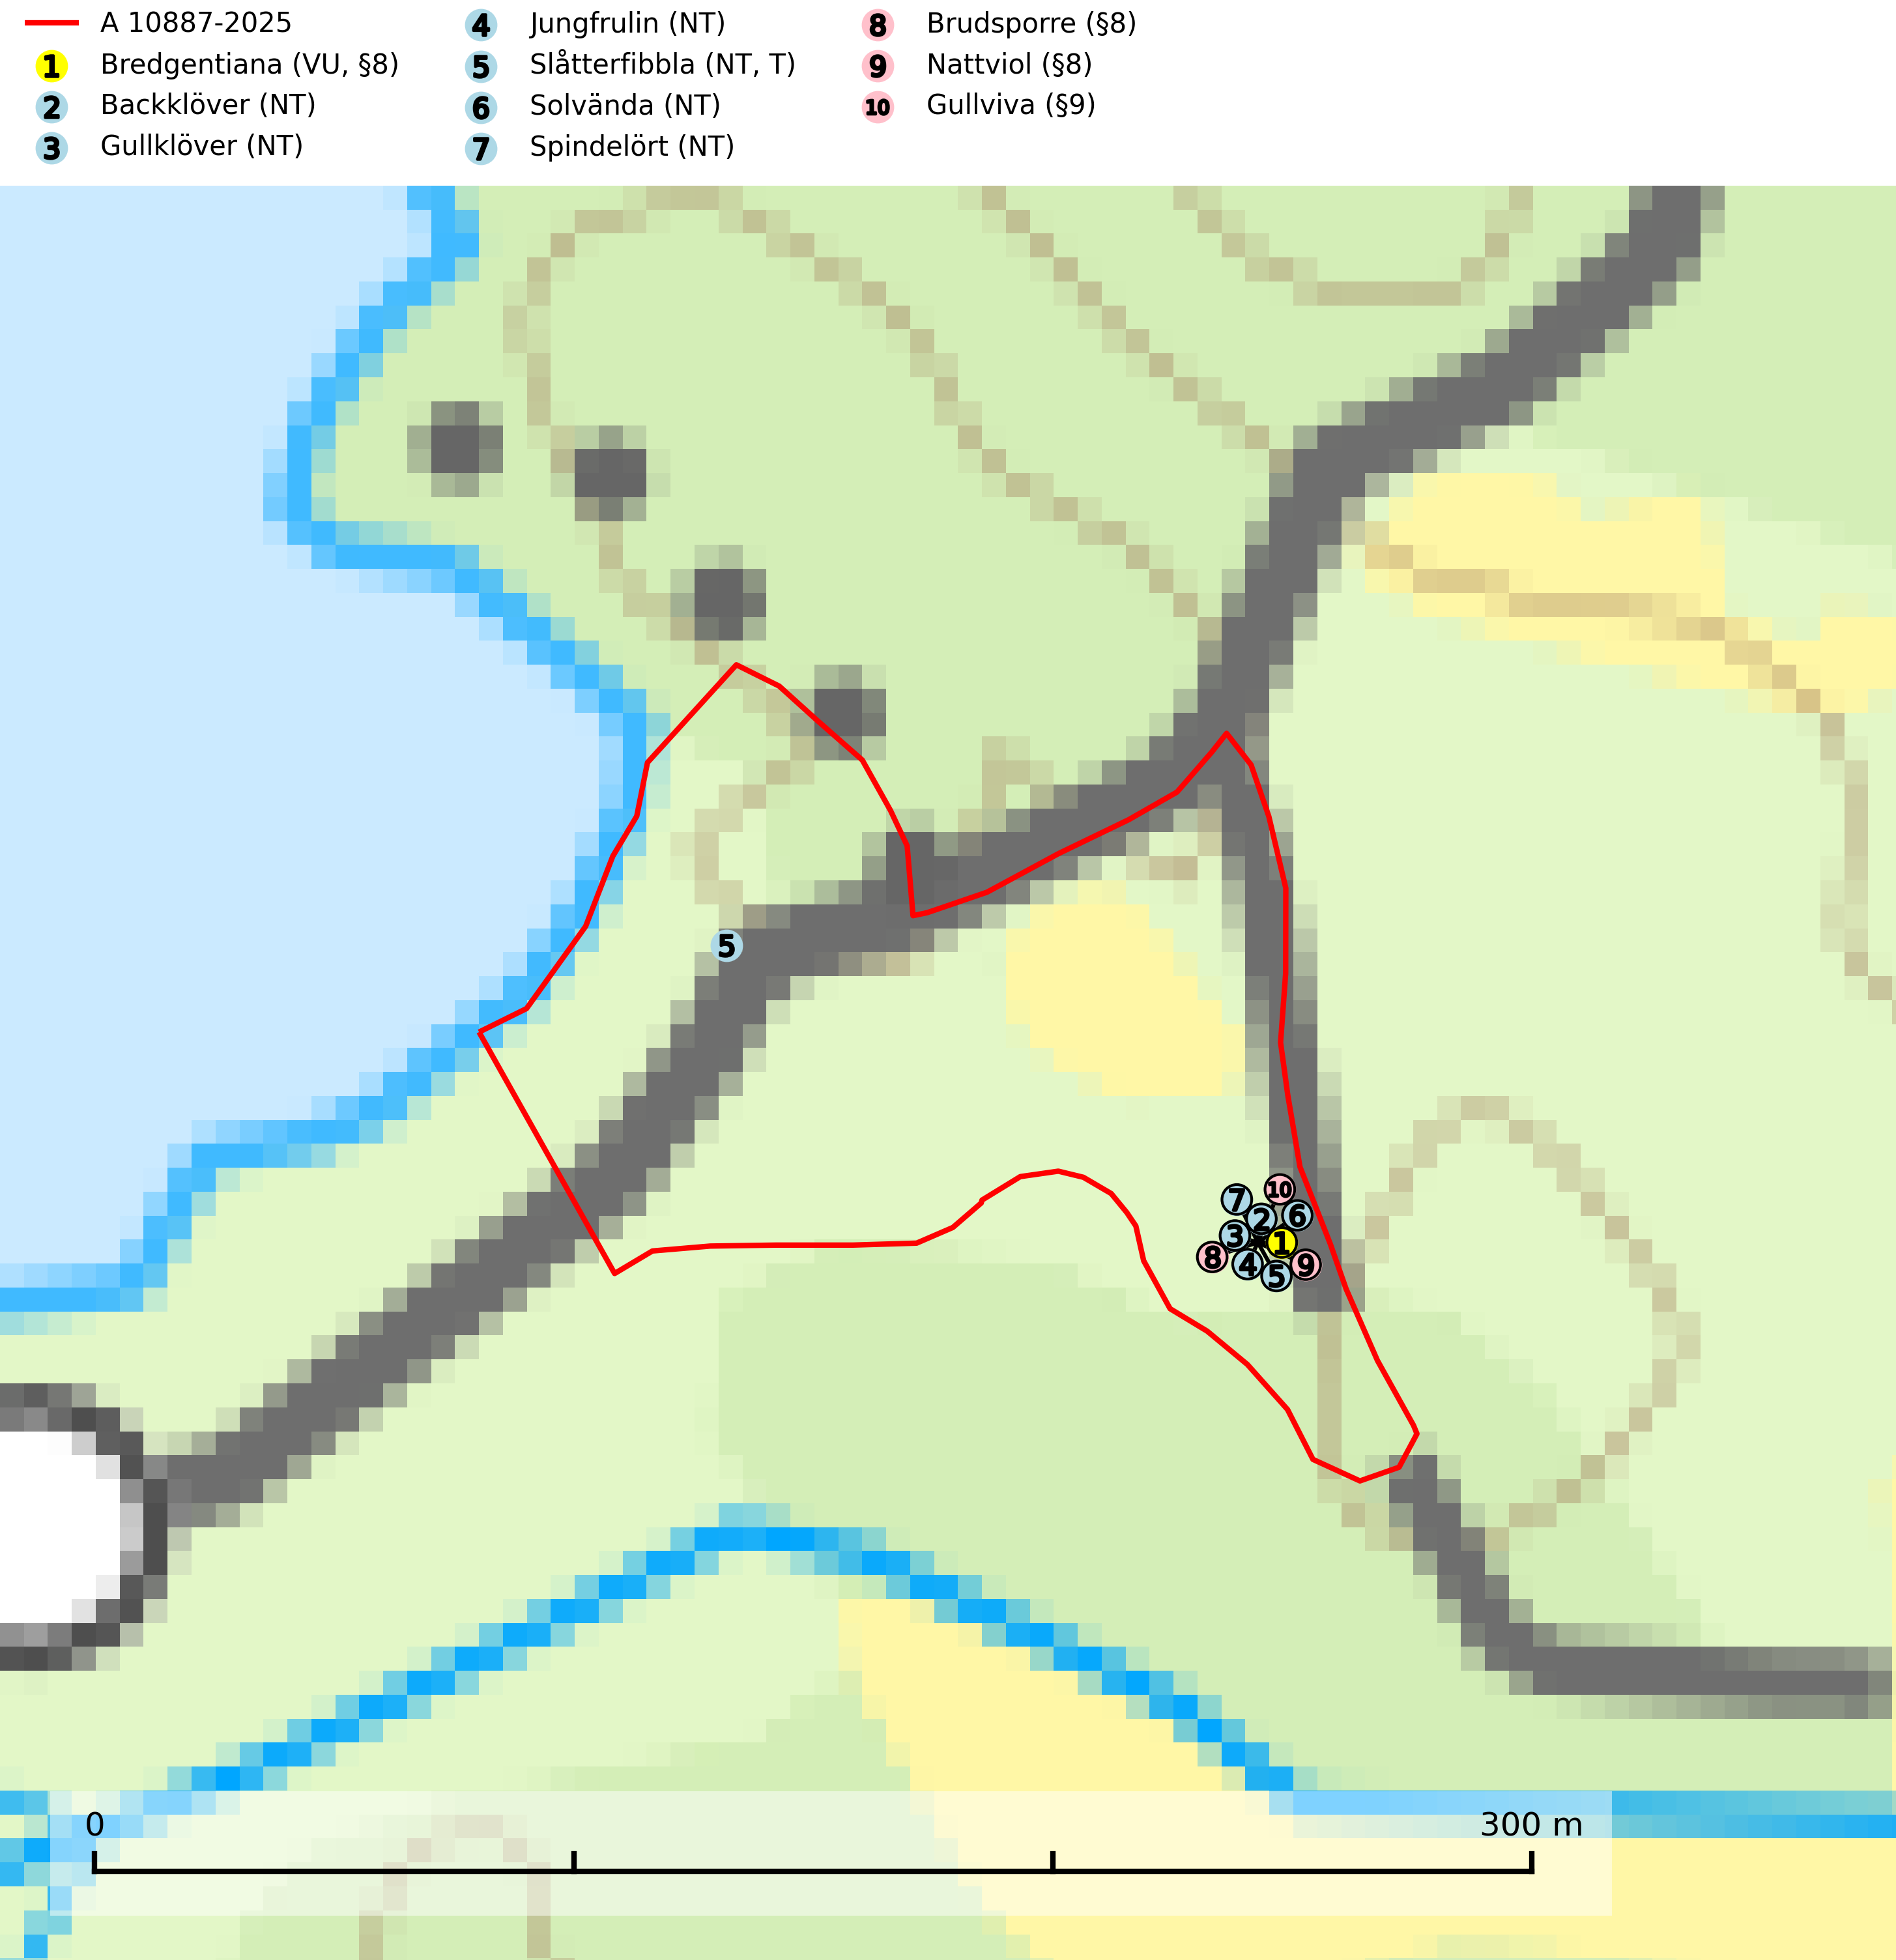 A 10887-2025
1 Bredgentiana (VU, §8)
2 Backklöver (NT)
3 Gullklöver (NT)
4 Jungfrulin (NT)
5 Slåtterfibbla (NT, T)
6 Solvända (NT)
7 Spindelört (NT)
8 Brudsporre (§8)
9 Nattviol (§8)
10 Gullviva (§9)
5
10
7
2
6
3
1
8
4
9
5
0
300 m